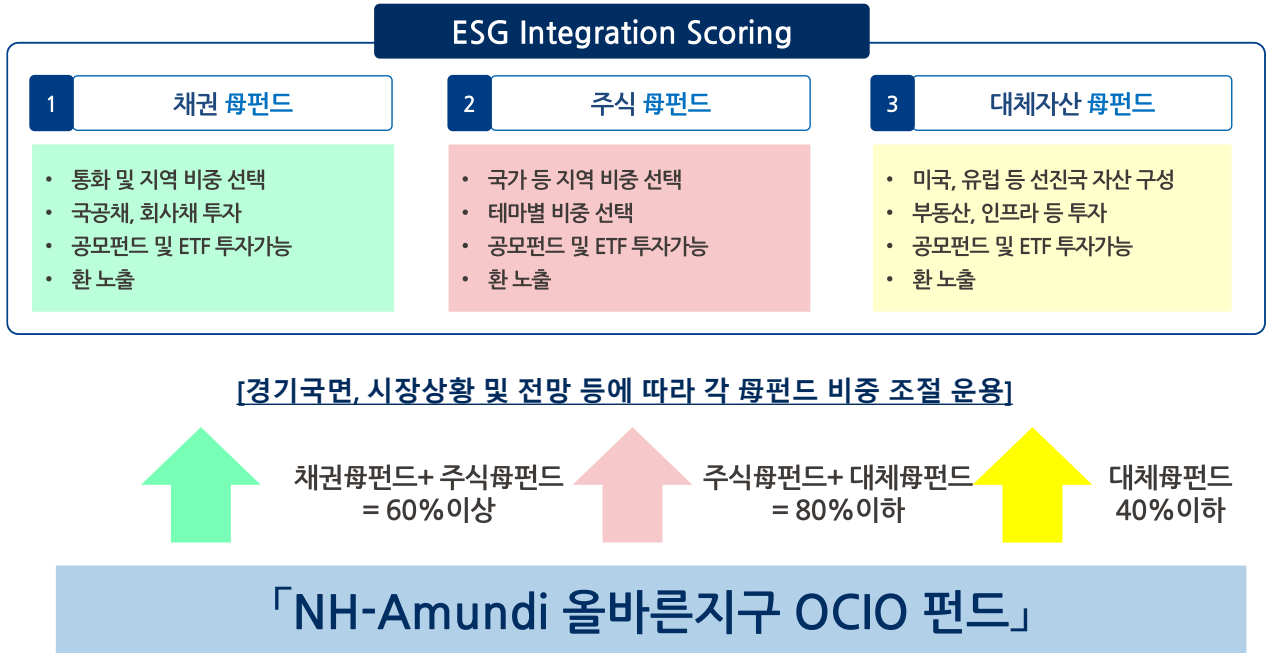 ESG Integration Scoring
1
채권 母펀드
• 통화 및 지역 비중 선택
• 국공채, 회사채 투자
• 공모펀드 및 ETF 투자가능
• 환 노출
2
주식 母펀드
• 국가 등 지역 비중 선택
• 테마별 비중 선택
• 공모펀드 및 ETF 투자가능
• 환 노출
3
대체자산 母펀드
• 미국, 유럽 등 선진국 자산 구성
• 부동산, 인프라 등 투자
• 공모펀드 및 ETF 투자가능
• 환 노출
[경기국면, 시장상황 및 전망 등에 따라 각 母펀드 비중 조절 운용]
채권母펀드+ 주식母펀드
= 60%이상
주식母펀드+ 대체母펀드
= 80%이하
대체母펀드
40%이하
「NH-Amundi 올바른지구 OCIO 펀드」